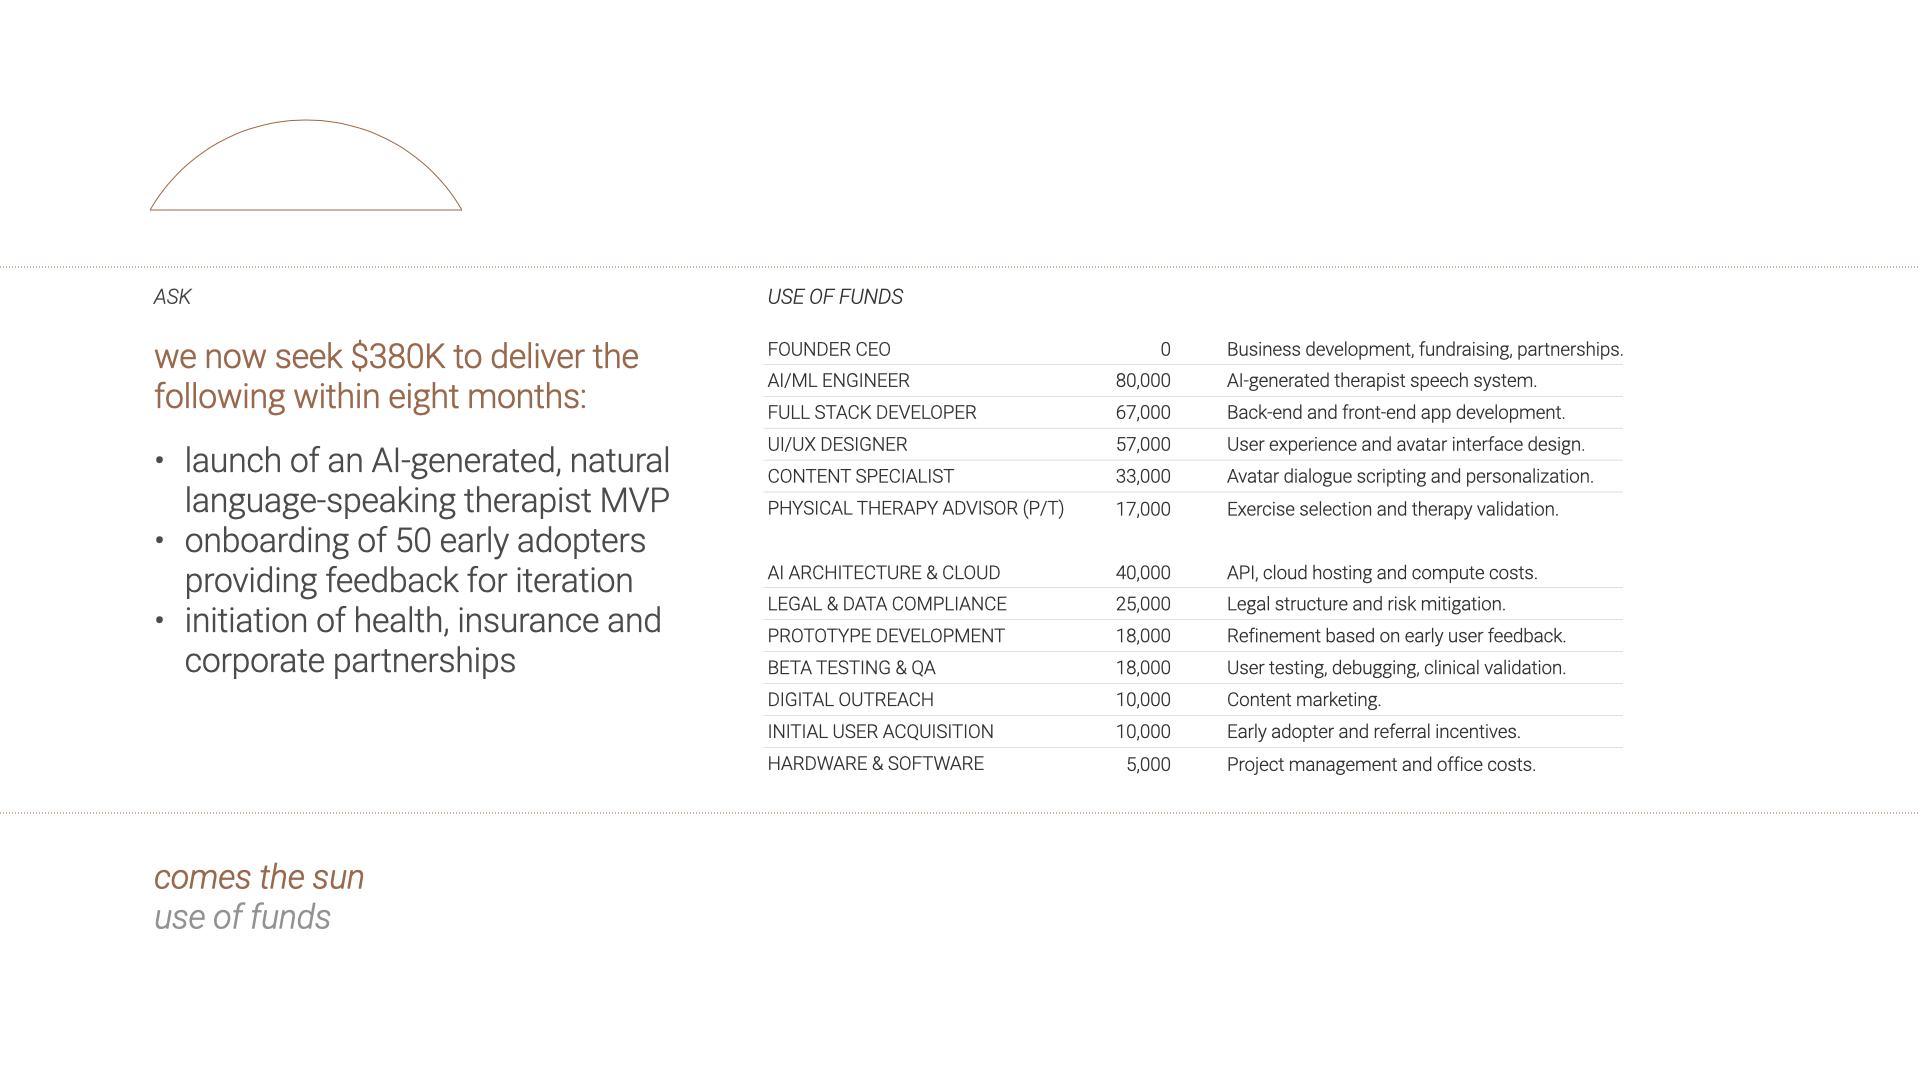 ASK
we now seek $380K to deliver the
following within eight months:
• launch of an AI-generated, natural
language-speaking therapist MVP
• onboarding of 50 early adopters
providing feedback for iteration
• initiation of health, insurance and
corporate partnerships
USE OF FUNDS
FOUNDER CEO 0 Business development, fundraising, partnerships.
AI/ML ENGINEER 80,000 AI-generated therapist speech system.
FULL STACK DEVELOPER 67,000 Back-end and front-end app development.
UI/UX DESIGNER 57,000 User experience and avatar interface design.
CONTENT SPECIALIST 33,000 Avatar dialogue scripting and personalization.
PHYSICAL THERAPY ADVISOR (P/T) 17,000 Exercise selection and therapy validation.
AI ARCHITECTURE & CLOUD 40,000 API, cloud hosting and compute costs.
LEGAL & DATA COMPLIANCE 25,000 Legal structure and risk mitigation.
PROTOTYPE DEVELOPMENT 18,000 Refinement based on early user feedback.
BETA TESTING & QA 18,000 User testing, debugging, clinical validation.
DIGITAL OUTREACH 10,000 Content marketing.
INITIAL USER ACQUISITION 10,000 Early adopter and referral incentives.
HARDWARE & SOFTWARE 5,000 Project management and office costs.
comes the sun
use of funds